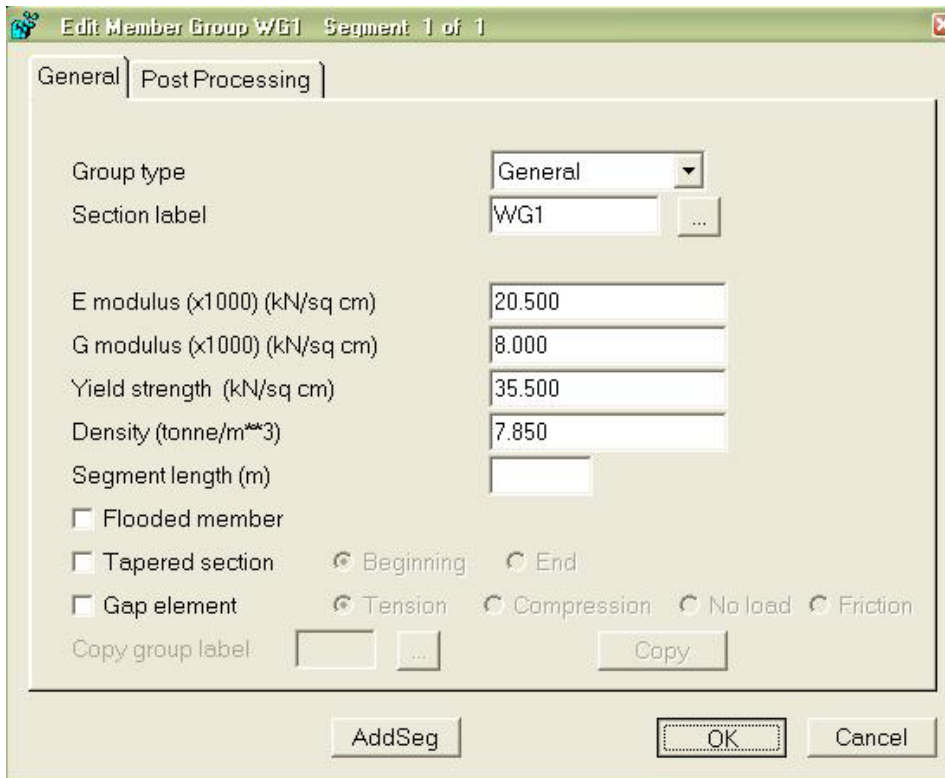 Edit Member Group WG1 Segment 1 of 1
General Post Processing
Group type General
Section label WG1 ...
E modulus (x1000) (kN/sq cm) 20.500
G modulus (x1000) (kN/sq cm) 8.000
Yield strength (kN/sq cm) 35.500
Density (tonne/m**3) 7.850
Segment length (m)
Flooded member
Tapered section Beginning End
Gap element Tension Compression No load Friction
Copy group label ... Copy
AddSeg OK Cancel